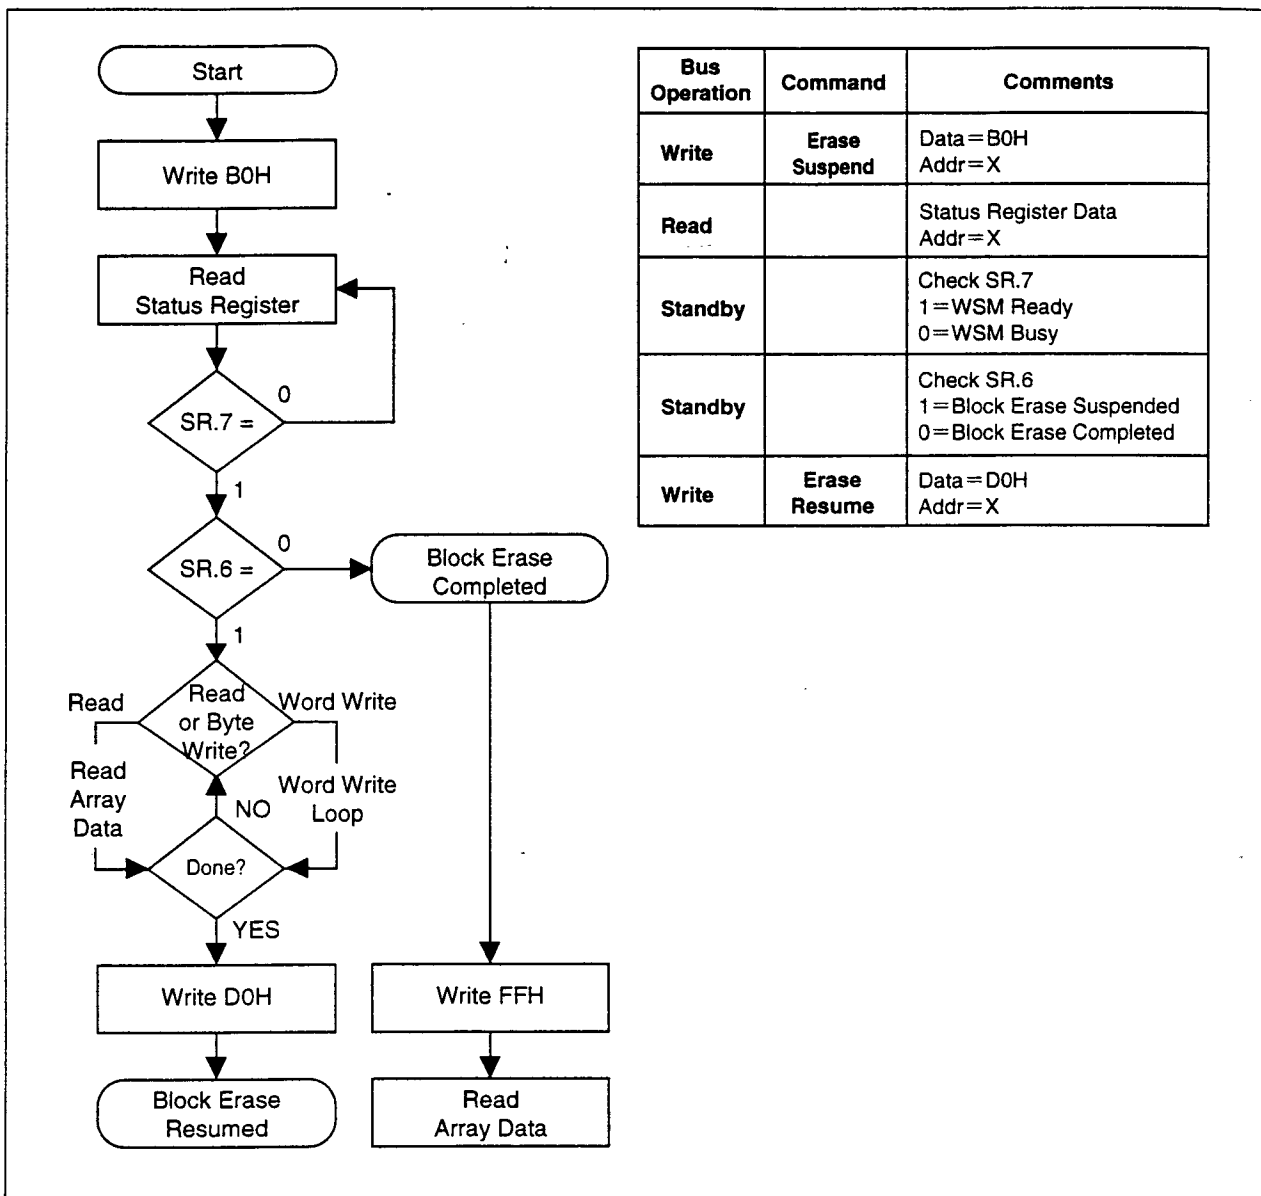 Start
Write B0H
Read
Status Register
0
SR.7 =
1
0
SR.6 =
Block Erase
Completed
1
Read
Read
or Byte
Write?
Word Write
Read
Array
Data
NO
Word Write
Loop
Done?
YES
Write D0H
Write FFH
Block Erase
Resumed
Read
Array Data
Bus
Operation
Command
Comments
Write
Erase
Suspend
Data=B0H
Addr=X
Read
Status Register Data
Addr=X
Standby
Check SR.7
1=WSM Ready
0=WSM Busy
Standby
Check SR.6
1=Block Erase Suspended
0=Block Erase Completed
Write
Erase
Resume
Data=D0H
Addr=X